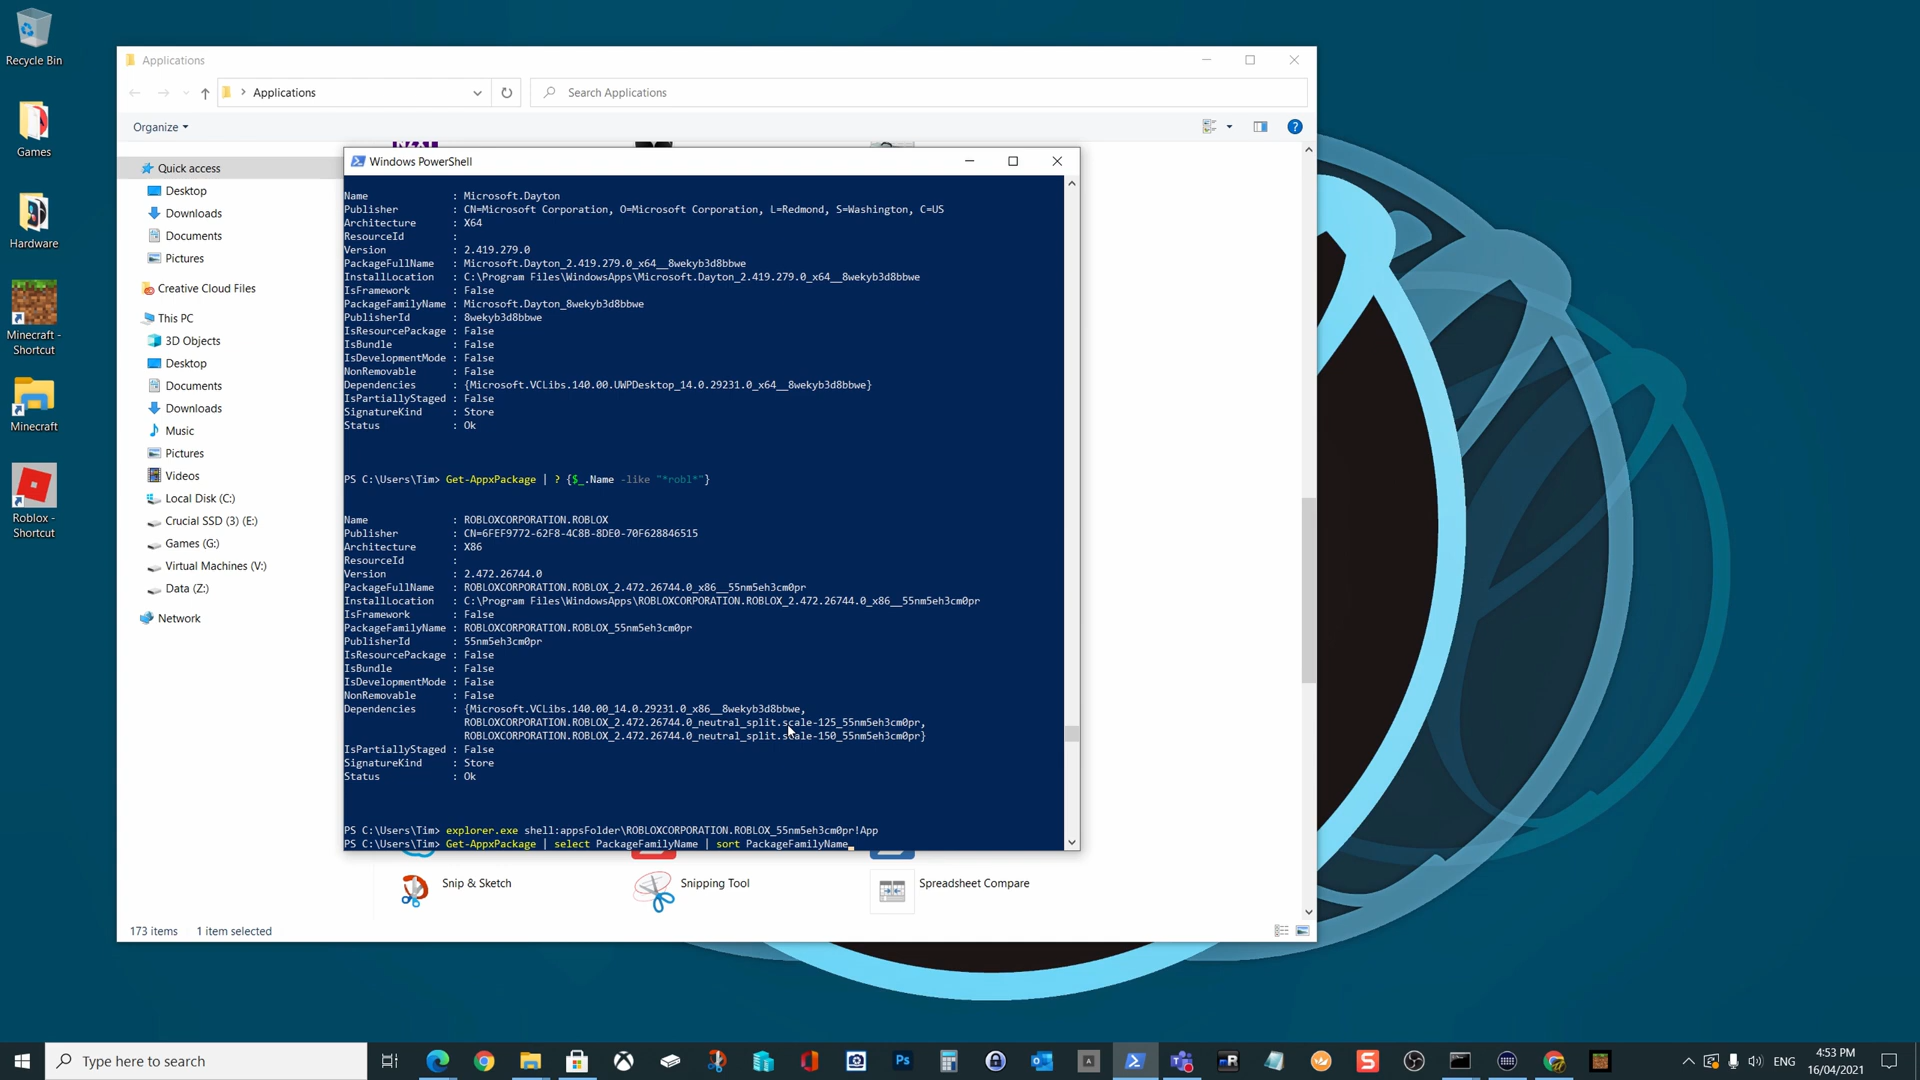 Recycle Bin
Games
Hardware
Minecraft -
Shortcut
Minecraft
Roblox -
Shortcut
Applications
Applications
Search Applications
Organize
Quick access
Desktop
Downloads
Documents
Pictures
Creative Cloud Files
This PC
3D Objects
Desktop
Documents
Downloads
Music
Pictures
Videos
Local Disk (C:)
Crucial SSD (3) (E:)
Games (G:)
Virtual Machines (V:)
Data (Z:)
Network
Windows PowerShell
Name : Microsoft.Dayton
Publisher : CN=Microsoft Corporation, O=Microsoft Corporation, L=Redmond, S=Washington, C=US
Architecture : X64
ResourceId :
Version : 2.419.279.0
PackageFullName : Microsoft.Dayton_2.419.279.0_x64__8wekyb3d8bbwe
InstallLocation : C:\Program Files\WindowsApps\Microsoft.Dayton_2.419.279.0_x64__8wekyb3d8bbwe
IsFramework : False
PackageFamilyName : Microsoft.Dayton_8wekyb3d8bbwe
PublisherId : 8wekyb3d8bbwe
IsResourcePackage : False
IsBundle : False
IsDevelopmentMode : False
NonRemovable : False
Dependencies : {Microsoft.VCLibs.140.00.UWPDesktop_14.0.29231.0_x64__8wekyb3d8bbwe}
IsPartiallyStaged : False
SignatureKind : Store
Status : Ok
PS C:\Users\Tim> Get-AppxPackage | ? {$_.Name -like "*robl*"}
Name : ROBLOXCORPORATION.ROBLOX
Publisher : CN=6FEF9772-62F8-4C8B-8DE0-70F628846515
Architecture : X86
ResourceId :
Version : 2.472.26744.0
PackageFullName : ROBLOXCORPORATION.ROBLOX_2.472.26744.0_x86__55nm5eh3cm0pr
InstallLocation : C:\Program Files\WindowsApps\ROBLOXCORPORATION.ROBLOX_2.472.26744.0_x86__55nm5eh3cm0pr
IsFramework : False
PackageFamilyName : ROBLOXCORPORATION.ROBLOX_55nm5eh3cm0pr
PublisherId : 55nm5eh3cm0pr
IsResourcePackage : False
IsBundle : False
IsDevelopmentMode : False
NonRemovable : False
Dependencies : {Microsoft.VCLibs.140.00_14.0.29231.0_x86__8wekyb3d8bbwe,
ROBLOXCORPORATION.ROBLOX_2.472.26744.0_neutral_split.scale-125_55nm5eh3cm0pr,
ROBLOXCORPORATION.ROBLOX_2.472.26744.0_neutral_split.scale-150_55nm5eh3cm0pr}
IsPartiallyStaged : False
SignatureKind : Store
Status : Ok
PS C:\Users\Tim> explorer.exe shell:appsFolder\ROBLOXCORPORATION.ROBLOX_55nm5eh3cm0pr!App
PS C:\Users\Tim> Get-AppxPackage | select PackageFamilyName | sort PackageFamilyName
Snip & Sketch
Snipping Tool
Spreadsheet Compare
173 items 1 item selected
Type here to search
Ps
ENG
4:53 PM
16/04/2021